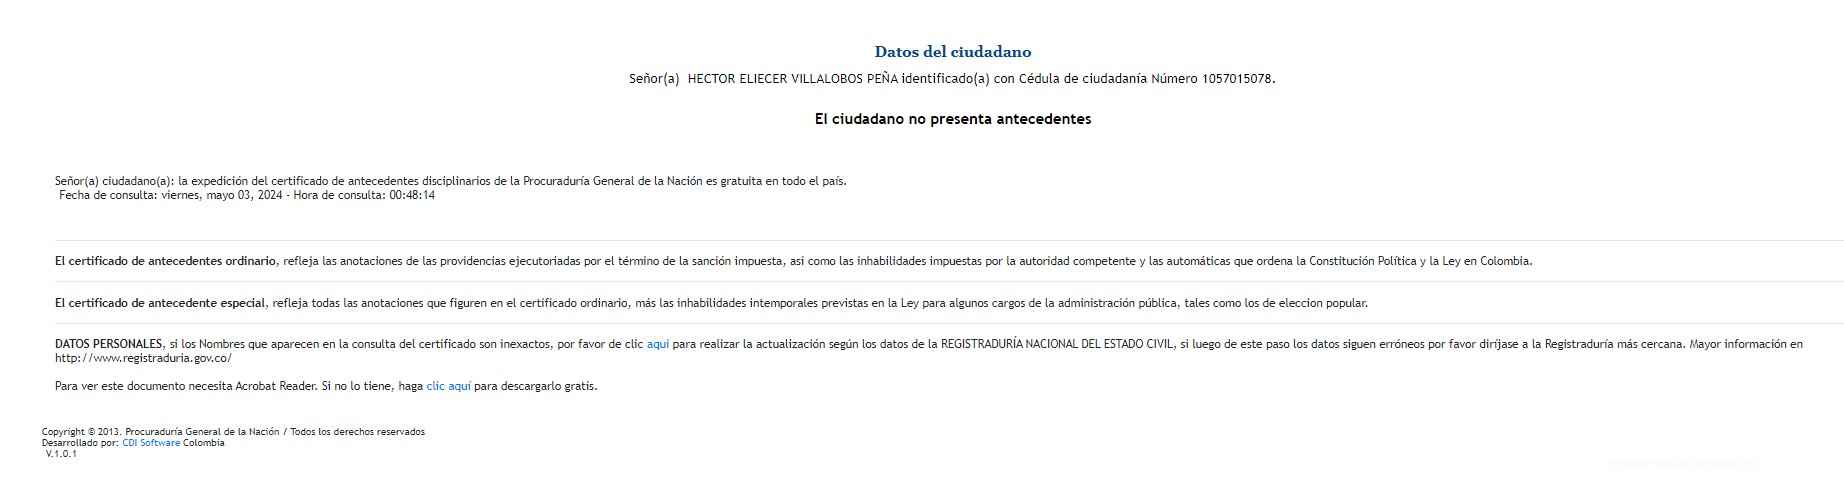 Datos del ciudadano
Señor(a)  HECTOR ELIECER VILLALOBOS PEÑA identificado(a) con Cédula de ciudadanía Número 1057015078.
El ciudadano no presenta antecedentes
Señor(a) ciudadano(a): la expedición del certificado de antecedentes disciplinarios de la Procuraduría General de la Nación es gratuita en todo el país.
Fecha de consulta: viernes, mayo 03, 2024 - Hora de consulta: 00:48:14
El certificado de antecedentes ordinario, refleja las anotaciones de las providencias ejecutoriadas por el término de la sanción impuesta, asi como las inhabilidades impuestas por la autoridad competente y las automáticas que ordena la Constitución Política y la Ley en Colombia.
El certificado de antecedente especial, refleja todas las anotaciones que figuren en el certificado ordinario, más las inhabilidades intemporales previstas en la Ley para algunos cargos de la administración pública, tales como los de eleccion popular.
DATOS PERSONALES, si los Nombres que aparecen en la consulta del certificado son inexactos, por favor de clic aqui para realizar la actualización según los datos de la REGISTRADURÍA NACIONAL DEL ESTADO CIVIL, si luego de este paso los datos siguen erróneos por favor diríjase a la Registraduría más cercana. Mayor información en
http://www.registraduria.gov.co/
Para ver este documento necesita Acrobat Reader. Si no lo tiene, haga clic aquí para descargarlo gratis.
Copyright © 2013. Procuraduría General de la Nación / Todos los derechos reservados
Desarrollado por: CDI Software Colombia
V.1.0.1